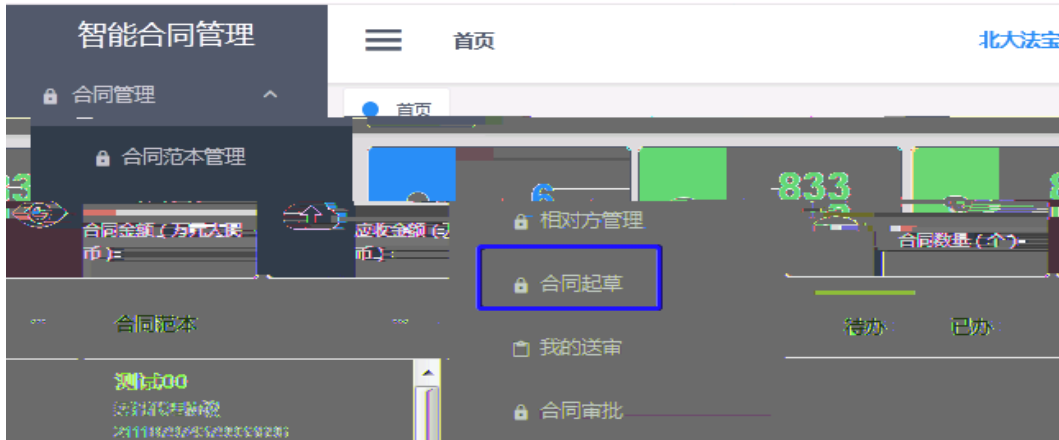 智能合同管理
首页
北大法宝
合同管理
首页
合同范本管理
833
6
相对方管理
合同金额（万元人民币）
应收金额
合同数量（个）
合同起草
合同范本
待办
已办
我的送审
测试00
合同审批